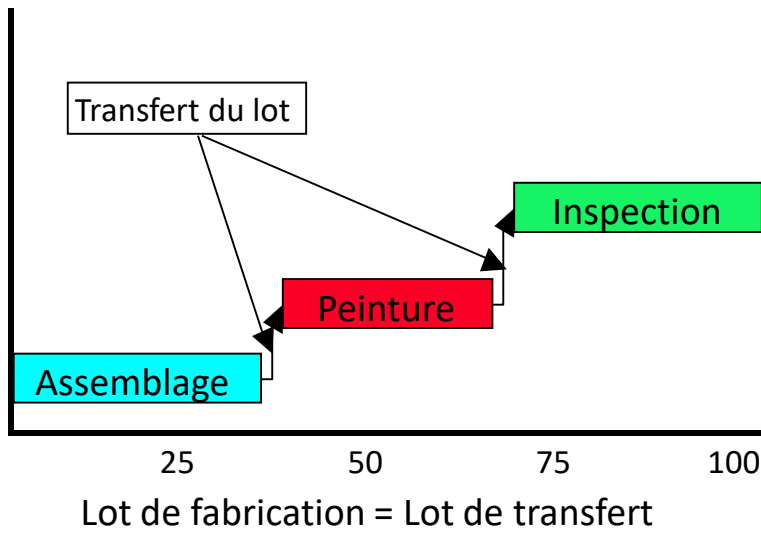 Transfert du lot
Inspection
Peinture
Assemblage
25 50 75 100
Lot de fabrication = Lot de transfert